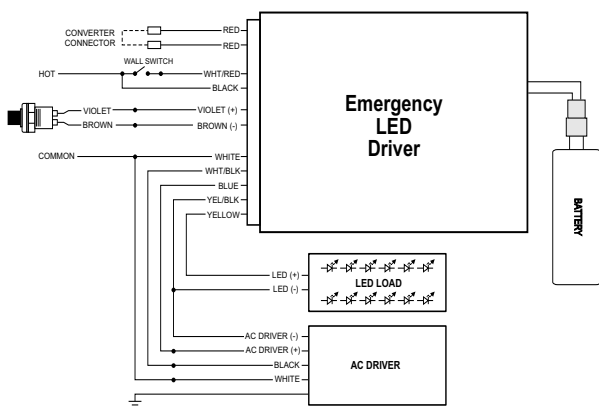 CONVERTER
CONNECTOR
RED
RED
WALL SWITCH
HOT
WHT/RED
BLACK
VIOLET
VIOLET (+)
BROWN
BROWN (-)
COMMON
WHITE
WHT/BLK
BLUE
YEL/BLK
YELLOW
Emergency
LED
Driver
BATTERY
LED (+)
LED (-)
LED LOAD
AC DRIVER (-)
AC DRIVER (+)
BLACK
WHITE
AC DRIVER